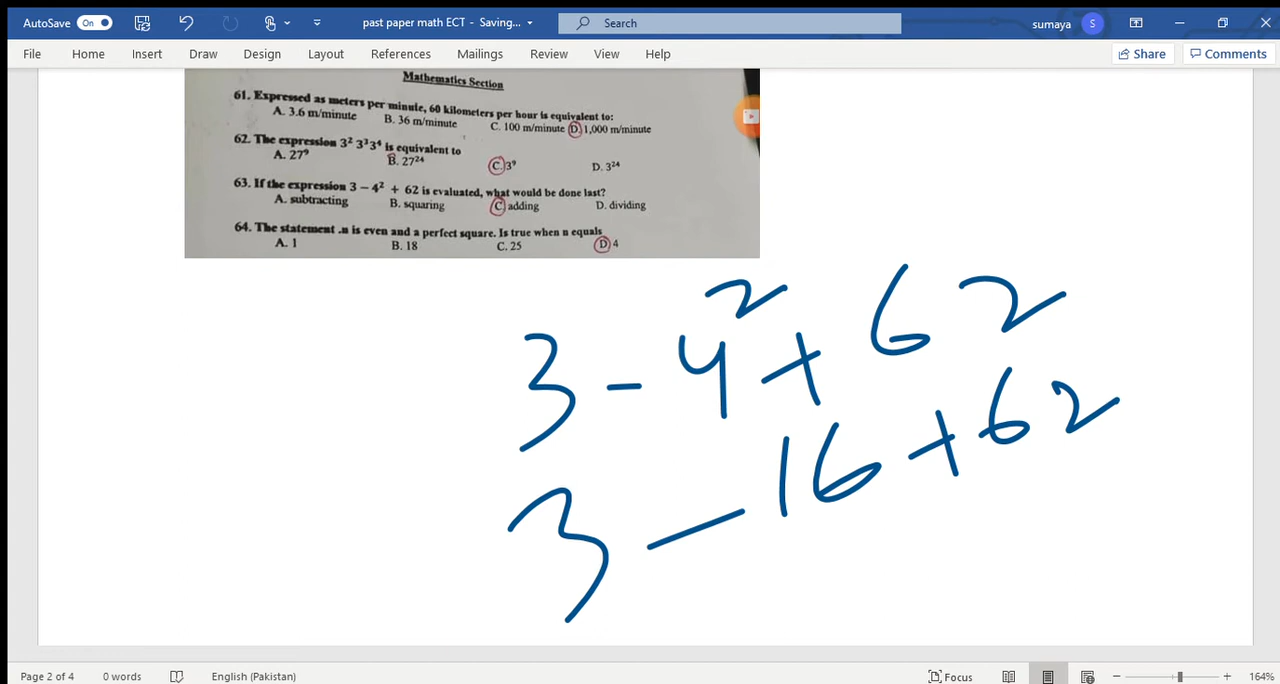 AutoSave On past paper math ECT - Saving... Search sumaya S
File Home Insert Draw Design Layout References Mailings Review View Help Share Comments
Mathematics Section
61. Expressed as meters per minute, 60 kilometers per hour is equivalent to:
A. 3.6 m/minute B. 36 m/minute C. 100 m/minute D. 1,000 m/minute
62. The expression 3² 3³3⁴ is equivalent to
A. 27⁹ B. 27²⁴ C. 3⁹ D. 3²⁴
63. If the expression 3 – 4² + 62 is evaluated, what would be done last?
A. subtracting B. squaring C adding D. dividing
64. The statement .n is even and a perfect square. Is true when n equals
A. 1 B. 18 C. 25 D 4
3 - 4² + 62
3 - 16 + 62
Page 2 of 4 0 words English (Pakistan) Focus 164%